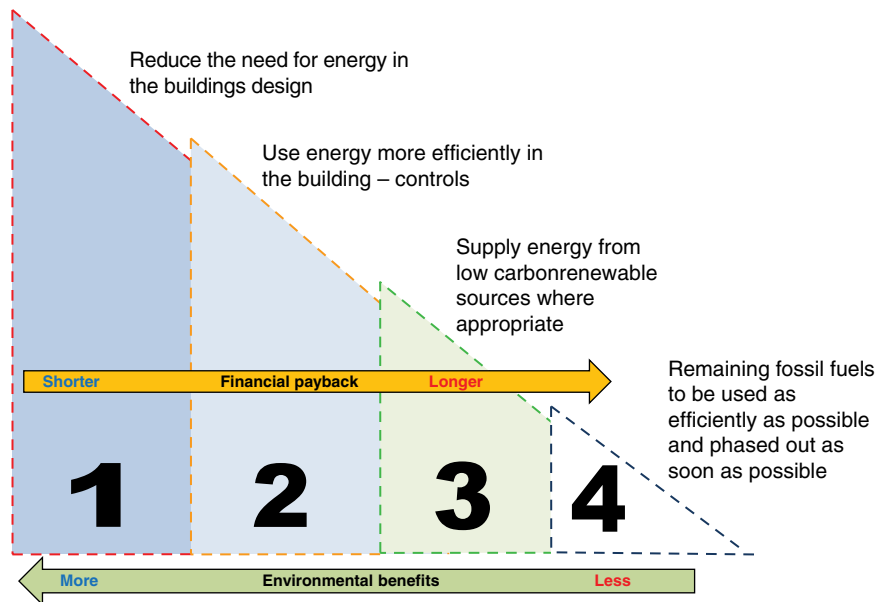 Reduce the need for energy in
the buildings design
Use energy more efficiently in
the building – controls
Supply energy from
low carbonrenewable
sources where
appropriate
Remaining fossil fuels
to be used as
efficiently as possible
and phased out as
soon as possible
Shorter Financial payback Longer
1 2 3 4
More Environmental benefits Less